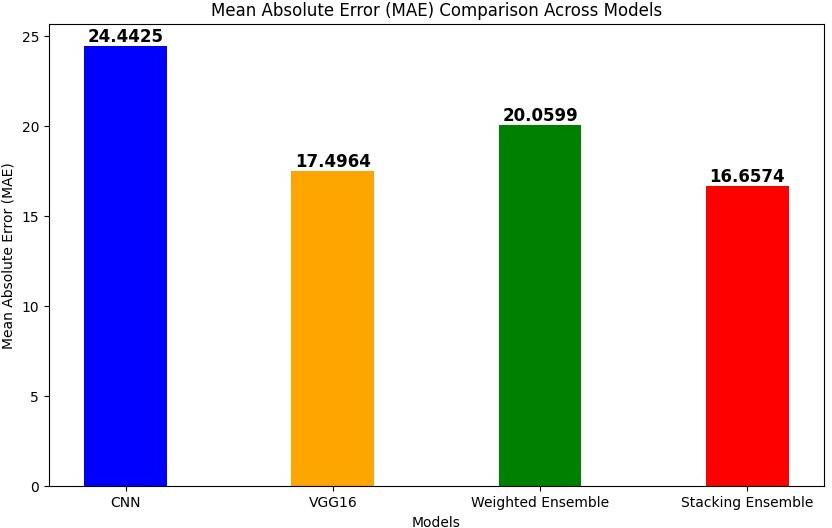 Mean Absolute Error (MAE) Comparison Across Models
Mean Absolute Error (MAE)
25
20
15
10
5
0
24.4425
17.4964
20.0599
16.6574
CNN
VGG16
Weighted Ensemble
Stacking Ensemble
Models